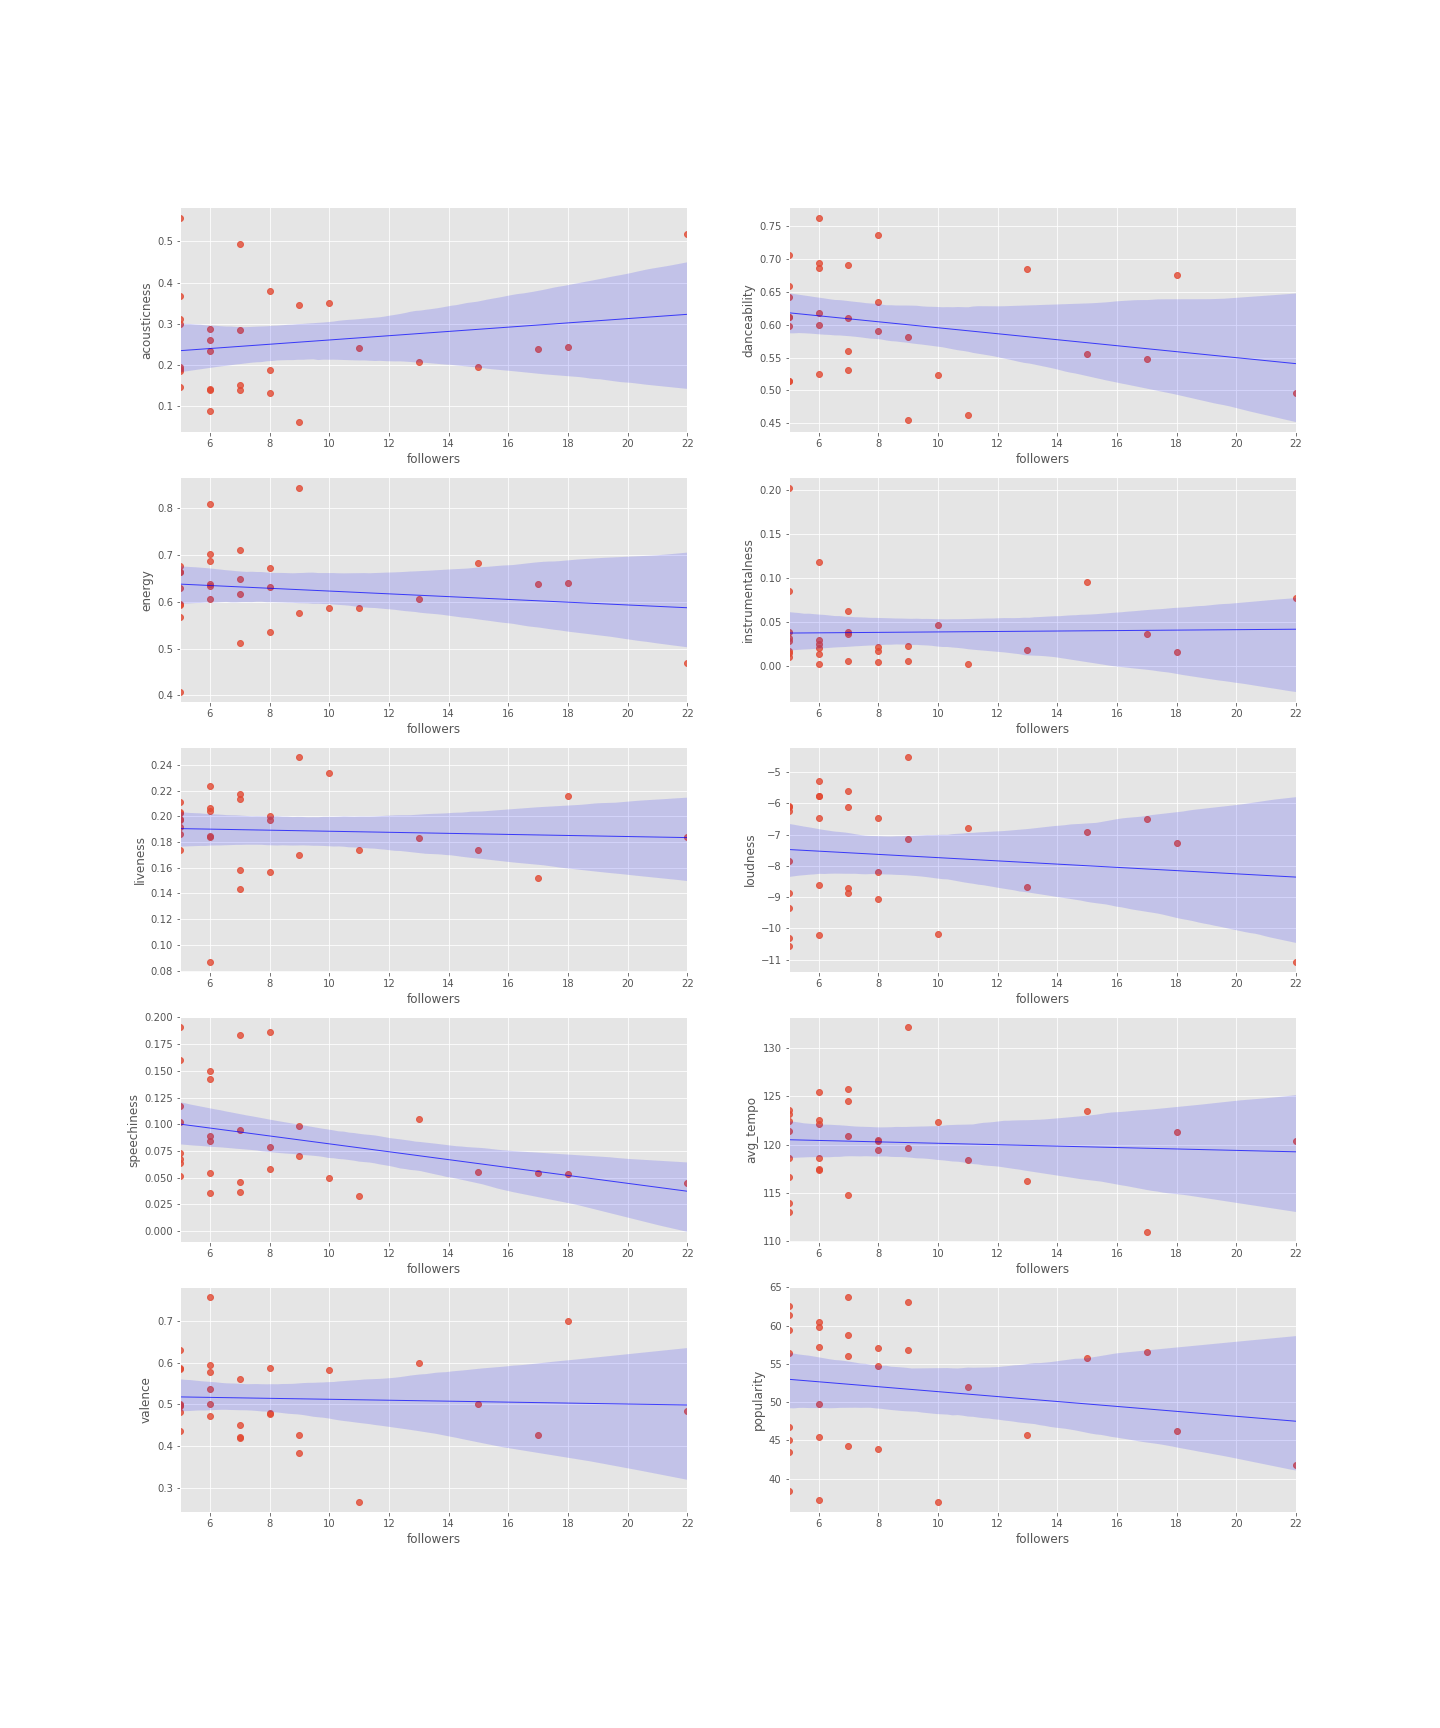 acousticness
0.5
0.4
0.3
0.2
0.1
6 8 10 12 14 16 18 20 22
followers
danceability
0.75
0.70
0.65
0.60
0.55
0.50
0.45
6 8 10 12 14 16 18 20 22
followers
energy
0.8
0.7
0.6
0.5
0.4
6 8 10 12 14 16 18 20 22
followers
instrumentalness
0.20
0.15
0.10
0.05
0.00
6 8 10 12 14 16 18 20 22
followers
liveness
0.24
0.22
0.20
0.18
0.16
0.14
0.12
0.10
0.08
6 8 10 12 14 16 18 20 22
followers
loudness
−5
−6
−7
−8
−9
−10
−11
6 8 10 12 14 16 18 20 22
followers
speechiness
0.200
0.175
0.150
0.125
0.100
0.075
0.050
0.025
0.000
6 8 10 12 14 16 18 20 22
followers
avg_tempo
130
125
120
115
110
6 8 10 12 14 16 18 20 22
followers
valence
0.7
0.6
0.5
0.4
0.3
6 8 10 12 14 16 18 20 22
followers
popularity
65
60
55
50
45
40
6 8 10 12 14 16 18 20 22
followers